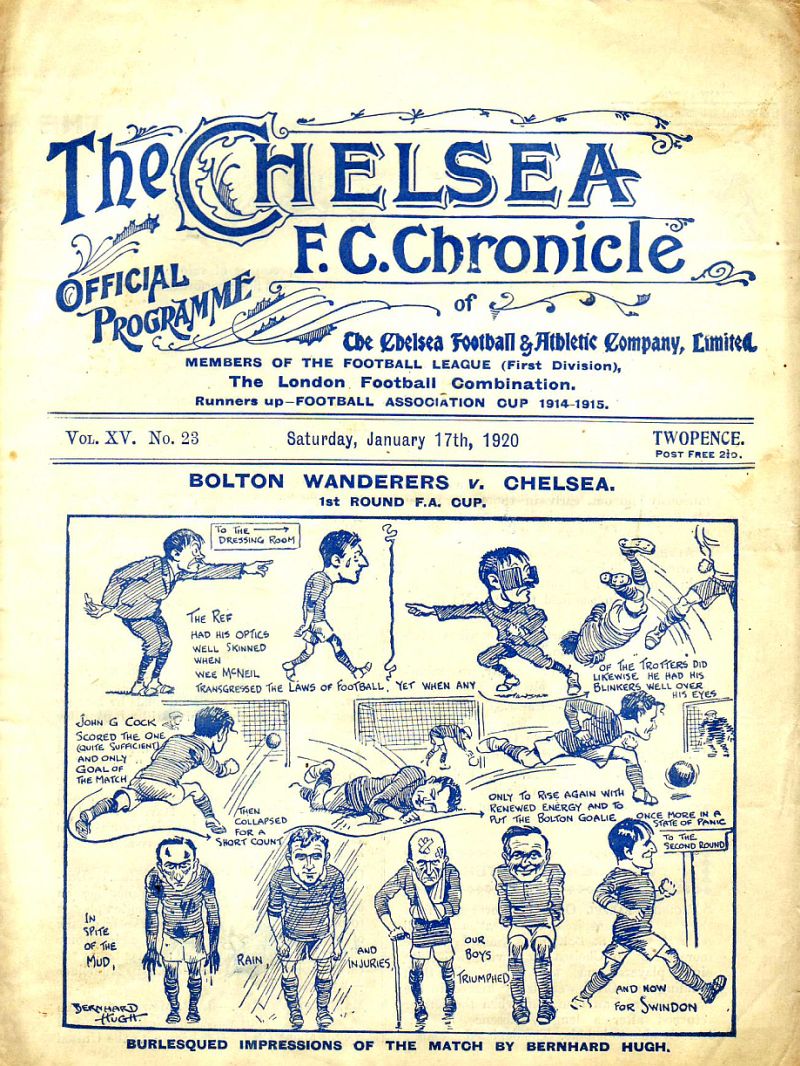 The CHELSEA
F.C. Chronicle
OFFICIAL
PROGRAMME
of
The Chelsea Football & Athletic Company, Limited.
MEMBERS OF THE FOOTBALL LEAGUE (First Division),
The London Football Combination.
Runners up—FOOTBALL ASSOCIATION CUP 1914-1915.
VOL. XV. No. 23
Saturday, January 17th, 1920
TWOPENCE.
POST FREE 2½D.
BOLTON WANDERERS v. CHELSEA.
1ST ROUND F.A. CUP.
TO THE
DRESSING ROOM
THE REF
HAD HIS OPTICS
WELL SKINNED
WHEN
WEE McNEIL
TRANSGRESSED THE LAWS OF FOOTBALL, YET WHEN ANY
OF THE TROTTERS DID
LIKEWISE HE HAD HIS
BLINKERS WELL OVER
HIS EYES
JOHN G COCK
SCORED THE ONE
(QUITE SUFFICIENT)
AND ONLY
GOAL OF
THE MATCH
THEN
COLLAPSED
FOR A
SHORT COUNT
ONLY TO RISE AGAIN WITH
RENEWED ENERGY AND TO
PUT THE BOLTON GOALIE
ONCE MORE IN A
STATE OF PANIC
TO THE
SECOND ROUND
IN
SPITE
OF THE
MUD,
RAIN,
AND
INJURIES,
OUR
BOYS
TRIUMPHED
AND NOW
FOR SWINDON
BERNHARD
HUGH.
BURLESQUED IMPRESSIONS OF THE MATCH BY BERNHARD HUGH.